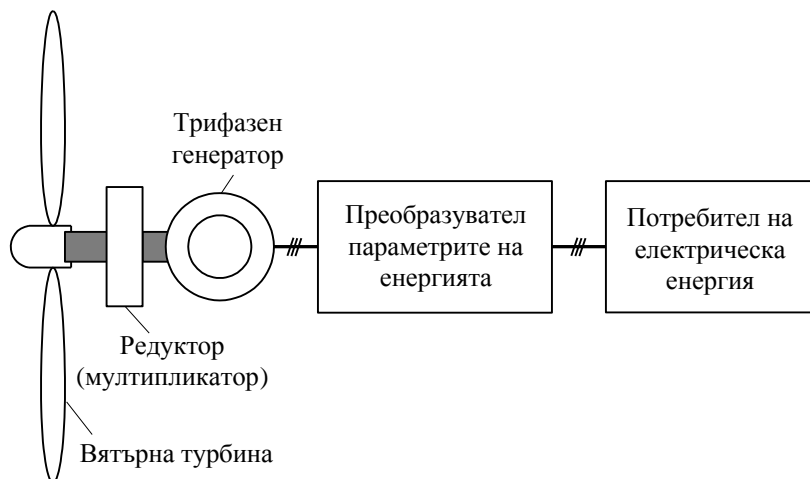 Трифазен
генератор
Преобразувател
параметрите на
енергията
Потребител на
електрическа
енергия
Редуктор
(мултипликатор)
Вятърна турбина